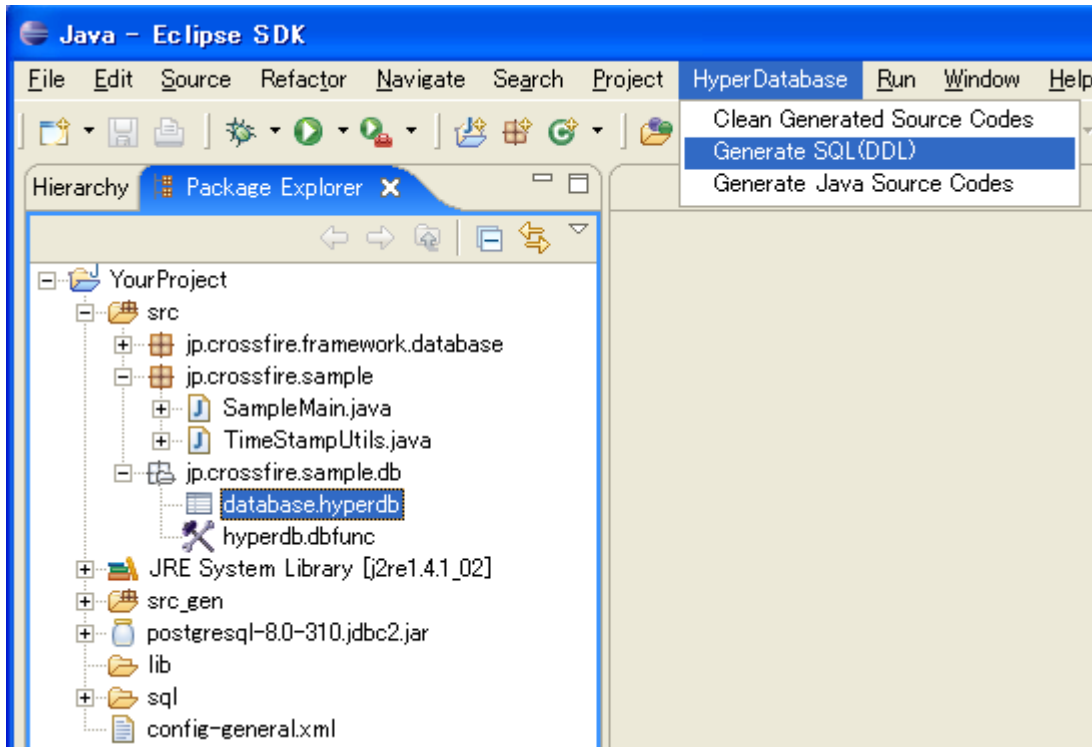 Java - Eclipse SDK
File Edit Source Refactor Navigate Search Project HyperDatabase Run Window Help
Clean Generated Source Codes
Generate SQL(DDL)
Generate Java Source Codes
Hierarchy Package Explorer
YourProject
src
jp.crossfire.framework.database
jp.crossfire.sample
SampleMain.java
TimeStampUtils.java
jp.crossfire.sample.db
database.hyperdb
hyperdb.dbfunc
JRE System Library [j2re1.4.1_02]
src_gen
postgresql-8.0-310.jdbc2.jar
lib
sql
config-general.xml